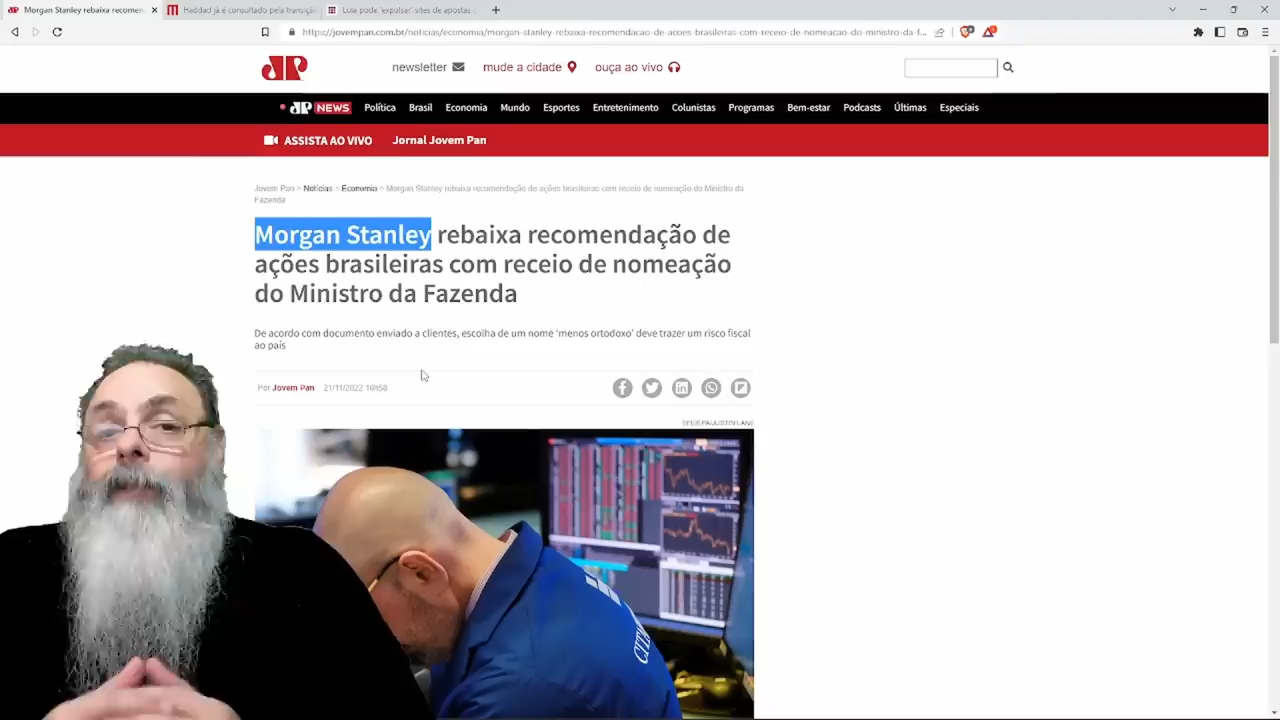 Morgan Stanley rebaixa recomen
Haddad já é consultado pela transiçã
Lula pode 'expulsar' sites de apostas
https://jovempan.com.br/noticias/economia/morgan-stanley-rebaixa-recomendacao-de-acoes-brasileiras-com-receio-de-nomeacao-do-ministro-da-f...
JP
newsletter mude a cidade ouça ao vivo
JP NEWS Política Brasil Economia Mundo Esportes Entretenimento Colunistas Programas Bem-estar Podcasts Últimas Especiais
ASSISTA AO VIVO Jornal Jovem Pan
Jovem Pan > Notícias > Economia > Morgan Stanley rebaixa recomendação de ações brasileiras com receio de nomeação do Ministro da
Fazenda
Morgan Stanley rebaixa recomendação de
ações brasileiras com receio de nomeação
do Ministro da Fazenda
De acordo com documento enviado a clientes, escolha de um nome 'menos ortodoxo' deve trazer um risco fiscal
ao país
Por Jovem Pan 21/11/2022 16h58